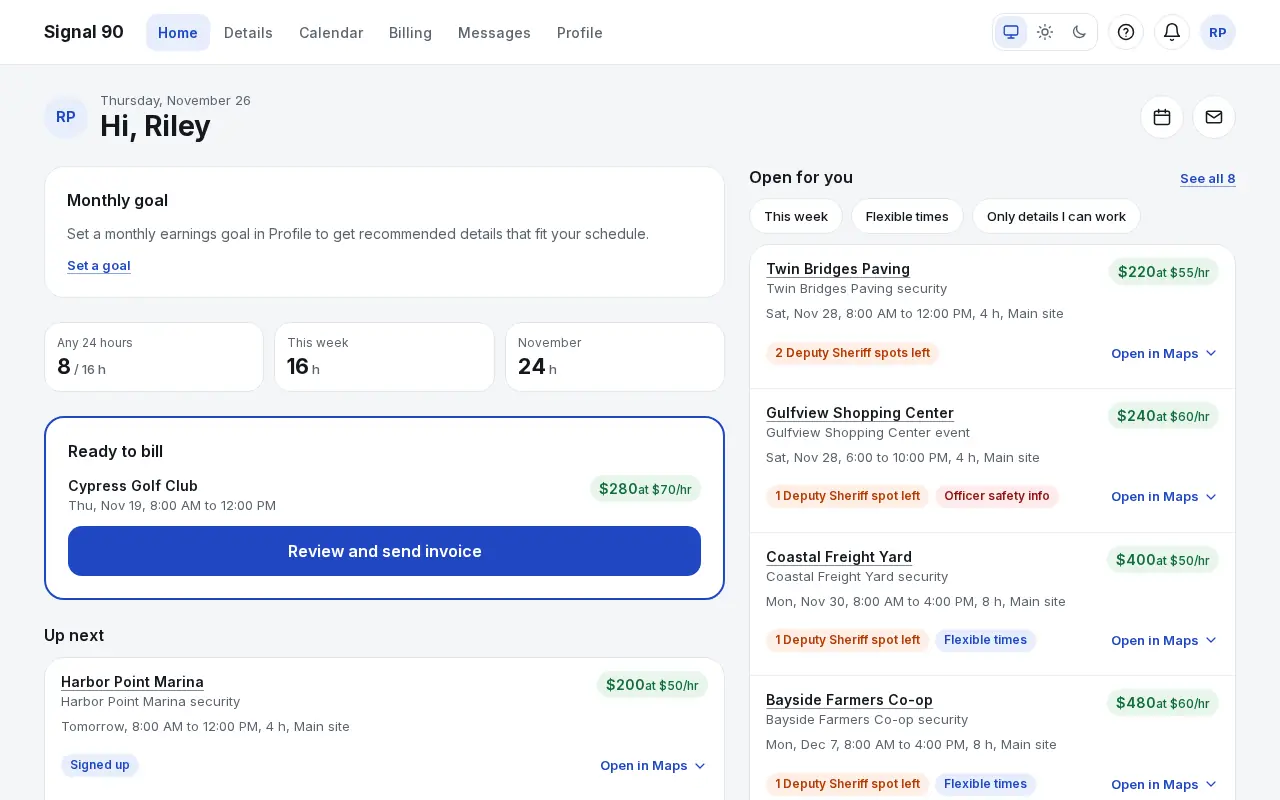 Signal 90
Home
Details
Calendar
Billing
Messages
Profile
RP
RP
Thursday, November 26
Hi, Riley
Monthly goal
Set a monthly earnings goal in Profile to get recommended details that fit your schedule.
Set a goal
Any 24 hours
8 / 16 h
This week
16 h
November
24 h
Ready to bill
Cypress Golf Club
$280at $70/hr
Thu, Nov 19, 8:00 AM to 12:00 PM
Review and send invoice
Up next
Harbor Point Marina
$200at $50/hr
Harbor Point Marina security
Tomorrow, 8:00 AM to 12:00 PM, 4 h, Main site
Signed up
Open in Maps
Open for you
See all 8
This week
Flexible times
Only details I can work
Twin Bridges Paving
$220at $55/hr
Twin Bridges Paving security
Sat, Nov 28, 8:00 AM to 12:00 PM, 4 h, Main site
2 Deputy Sheriff spots left
Open in Maps
Gulfview Shopping Center
$240at $60/hr
Gulfview Shopping Center event
Sat, Nov 28, 6:00 to 10:00 PM, 4 h, Main site
1 Deputy Sheriff spot left
Officer safety info
Open in Maps
Coastal Freight Yard
$400at $50/hr
Coastal Freight Yard security
Mon, Nov 30, 8:00 AM to 4:00 PM, 8 h, Main site
1 Deputy Sheriff spot left
Flexible times
Open in Maps
Bayside Farmers Co-op
$480at $60/hr
Bayside Farmers Co-op security
Mon, Dec 7, 8:00 AM to 4:00 PM, 8 h, Main site
1 Deputy Sheriff spot left
Flexible times
Open in Maps